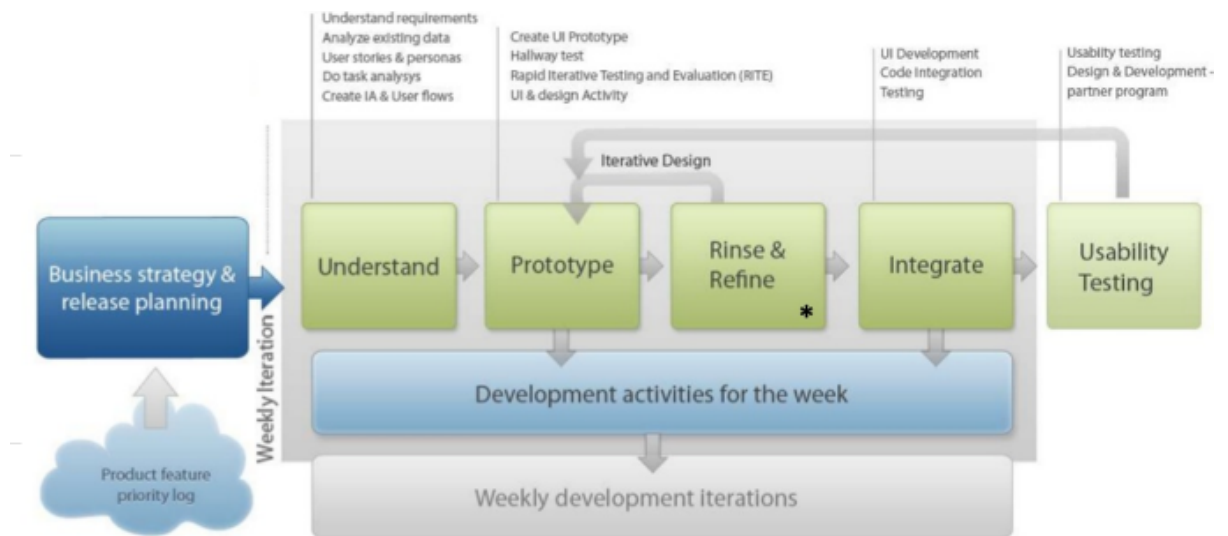 Understand requirements
Analyze existing data
User stories & personas
Do task analysys
Create IA & User flows
Create UI Prototype
Hallway test
Rapid Iterative Testing and Evaluation (RITE)
UI & design Activity
UI Development
Code Integration
Testing
Usablity testing
Design & Development -
partner program
Iterative Design
Business strategy &
release planning
Weekly Iteration
Understand
Prototype
Rinse &
Refine
*
Integrate
Usability
Testing
Development activities for the week
Product feature
priority log
Weekly development iterations